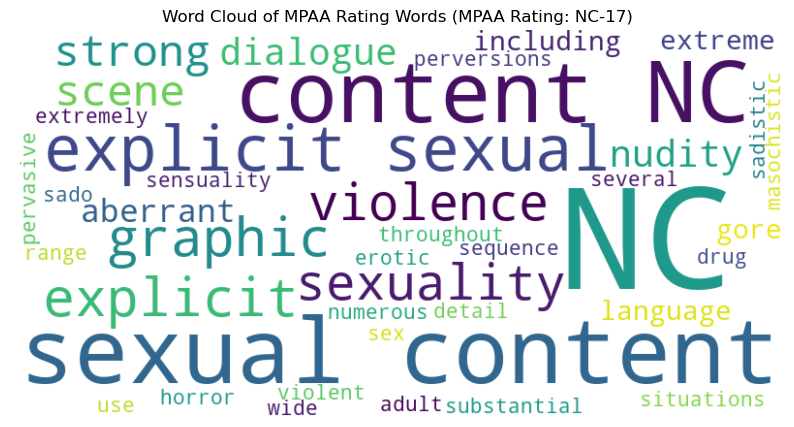 Word Cloud of MPAA Rating Words (MPAA Rating: NC-17)
strong dialogue including extreme
perversions
scene content NC
extremely
explicit sexual nudity
sadistic
masochistic
pervasive
sensuality several
sado
aberrant violence
graphic throughout gore
range erotic sequence drug
NC
sexuality
explicit numerous detail language
sexual content
sex
violent
use horror wide adult substantial situations